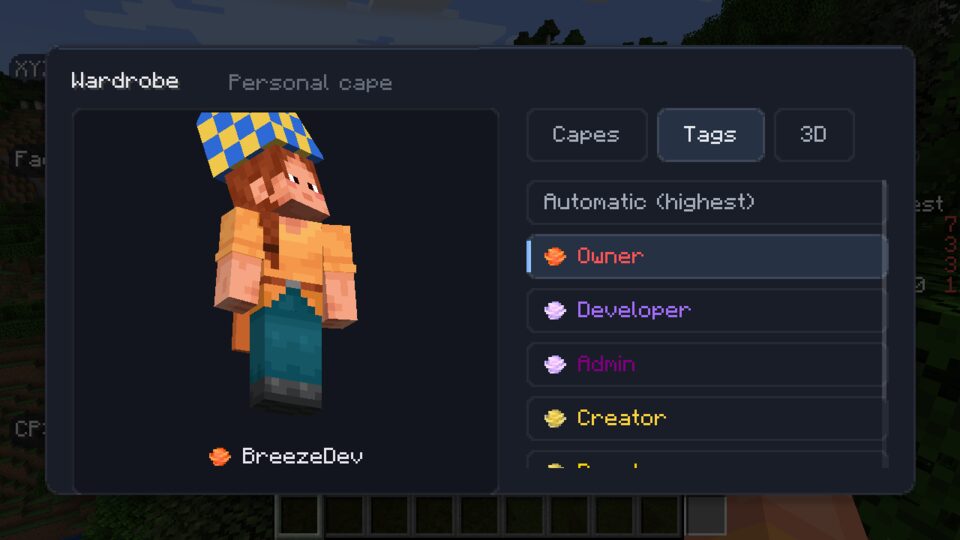 Wardrobe
Personal cape
Capes
Tags
3D
Automatic (highest)
Owner
Developer
Admin
Creator
BreezeDev